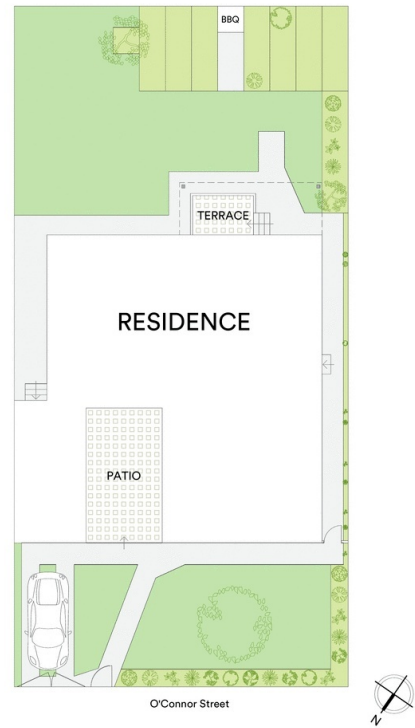 BBQ
TERRACE
RESIDENCE
PATIO
O'Connor Street
N